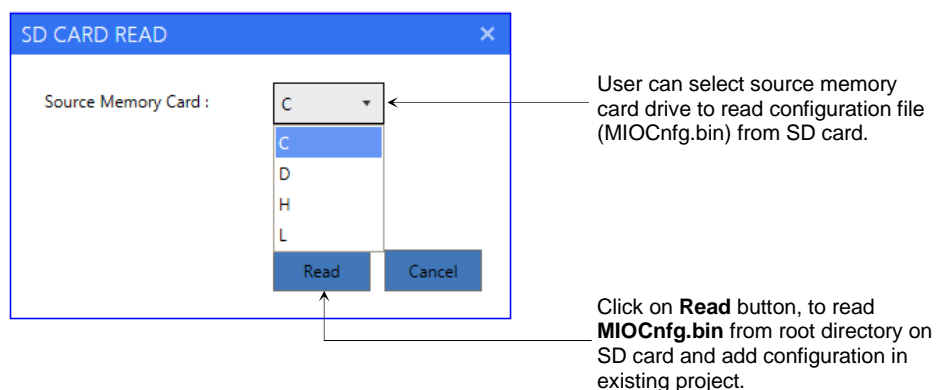 SD CARD READ
Source Memory Card :
C
C
D
H
L
Read
Cancel
User can select source memory
card drive to read configuration file
(MIOCnfg.bin) from SD card.
Click on Read button, to read
MIOCnfg.bin from root directory on
SD card and add configuration in
existing project.